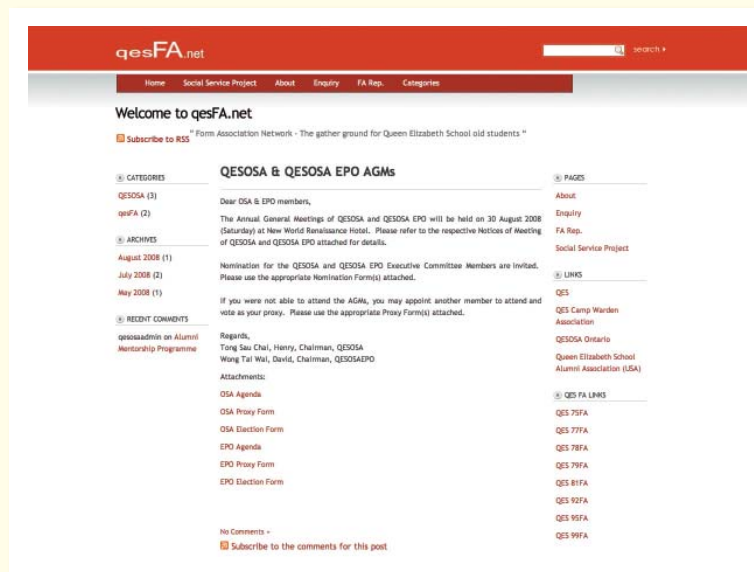 qesFA.net
search
Home Social Service Project About Enquiry FA Rep. Categories
Welcome to qesFA.net
Subscribe to RSS " Form Association Network - The gather ground for Queen Elizabeth School old students "
CATEGORIES
QESOSA (3)
qesFA (2)
ARCHIVES
August 2008 (1)
July 2008 (2)
May 2008 (1)
RECENT COMMENTS
qesosaadmin on Alumni
Mentorship Programme
QESOSA & QESOSA EPO AGMs
Dear OSA & EPO members,
The Annual General Meetings of QESOSA and QESOSA EPO will be held on 30 August 2008
(Saturday) at New World Renaissance Hotel. Please refer to the respective Notices of Meeting
of QESOSA and QESOSA EPO attached for details.
Nomination for the QESOSA and QESOSA EPO Executive Committee Members are invited.
Please use the appropriate Nomination Form(s) attached.
If you were not able to attend the AGMs, you may appoint another member to attend and
vote as your proxy. Please use the appropriate Proxy Form(s) attached.
Regards,
Tong Sau Chai, Henry, Chairman, QESOSA
Wong Tai Wai, David, Chairman, QESOSAEPO
Attachments:
OSA Agenda
OSA Proxy Form
OSA Election Form
EPO Agenda
EPO Proxy Form
EPO Election Form
No Comments »
Subscribe to the comments for this post
PAGES
About
Enquiry
FA Rep.
Social Service Project
LINKS
QES
QES Camp Warden
Association
QESOSA Ontario
Queen Elizabeth School
Alumni Association (USA)
QES FA LINKS
QES 75FA
QES 77FA
QES 78FA
QES 79FA
QES 81FA
QES 92FA
QES 95FA
QES 99FA